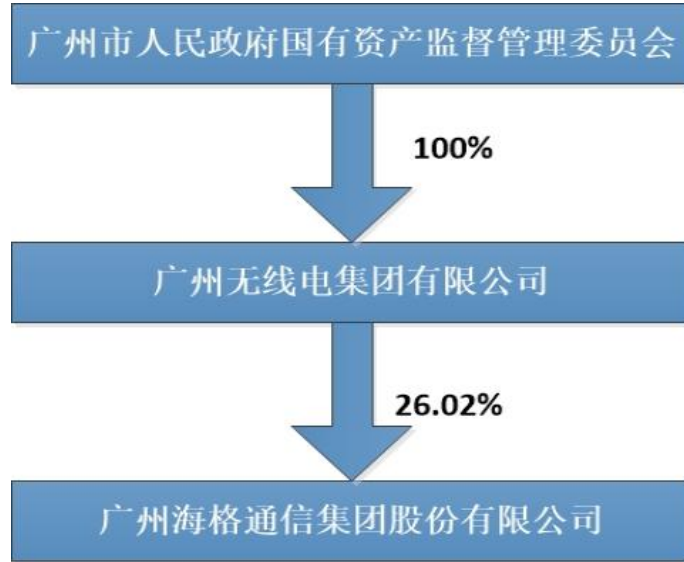 广州市人民政府国有资产监督管理委员会
100%
广州无线电集团有限公司
26.02%
广州海格通信集团股份有限公司